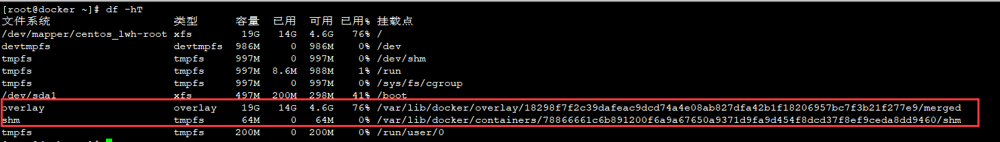 [root@docker ~]# df -hT
文件系统 类型 容量 已用 可用 已用% 挂载点
/dev/mapper/centos_lwh-root xfs 19G 14G 4.6G 76% /
devtmpfs devtmpfs 986M 0 986M 0% /dev
tmpfs tmpfs 997M 0 997M 0% /dev/shm
tmpfs tmpfs 997M 8.6M 988M 1% /run
tmpfs tmpfs 997M 0 997M 0% /sys/fs/cgroup
/dev/sda1 xfs 497M 200M 298M 41% /boot
overlay overlay 19G 14G 4.6G 76% /var/lib/docker/overlay/18298f7f2c39dafeac9dcd74a4e08ab827dfa42b1f18206957bc7f3b21f277e9/merged
shm tmpfs 64M 0 64M 0% /var/lib/docker/containers/78866661c6b891200f6a9a67650a9371d9fa9d454f8dcd37f8ef9ceda8dd9460/shm
tmpfs tmpfs 200M 0 200M 0% /run/user/0